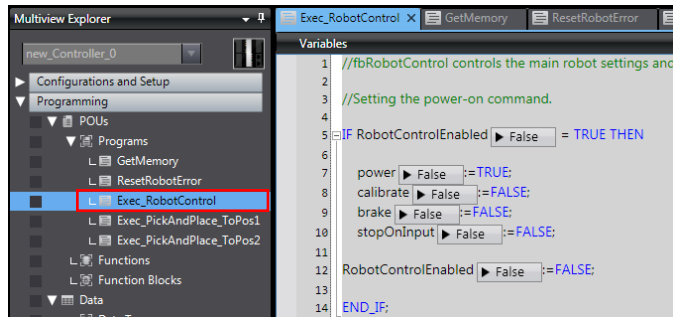 Multiview Explorer
new_Controller_0
Configurations and Setup
Programming
POUs
Programs
GetMemory
ResetRobotError
Exec_RobotControl
Exec_PickAndPlace_ToPos1
Exec_PickAndPlace_ToPos2
Functions
Function Blocks
Data
Exec_RobotControl
GetMemory
ResetRobotError
Variables
1 //fbRobotControl controls the main robot settings and
2
3 //Setting the power-on command.
4
5 IF RobotControlEnabled False = TRUE THEN
6
7 power False :=TRUE;
8 calibrate False :=FALSE;
9 brake False :=FALSE;
10 stopOnInput False :=FALSE;
11
12 RobotControlEnabled False :=FALSE;
13
14 END_IF;